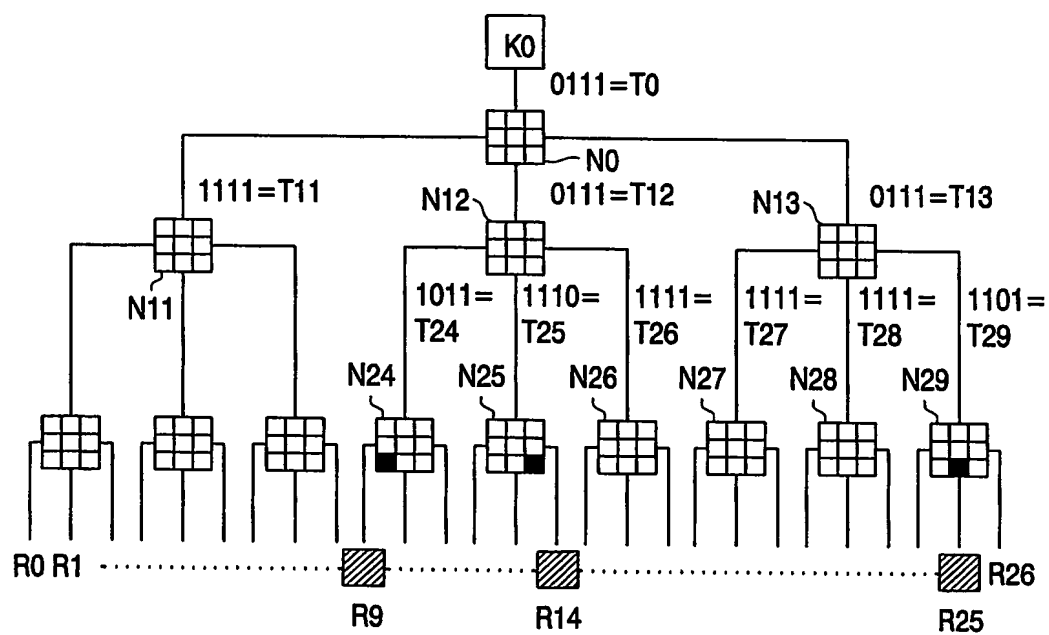 K0
0111=T0
N0
1111=T11
N12
0111=T12
N13
0111=T13
N11
1011=
T24
1110=
T25
1111=
T26
1111=
T27
1111=
T28
1101=
T29
N24
N25
N26
N27
N28
N29
R0 R1
R26
R9
R14
R25